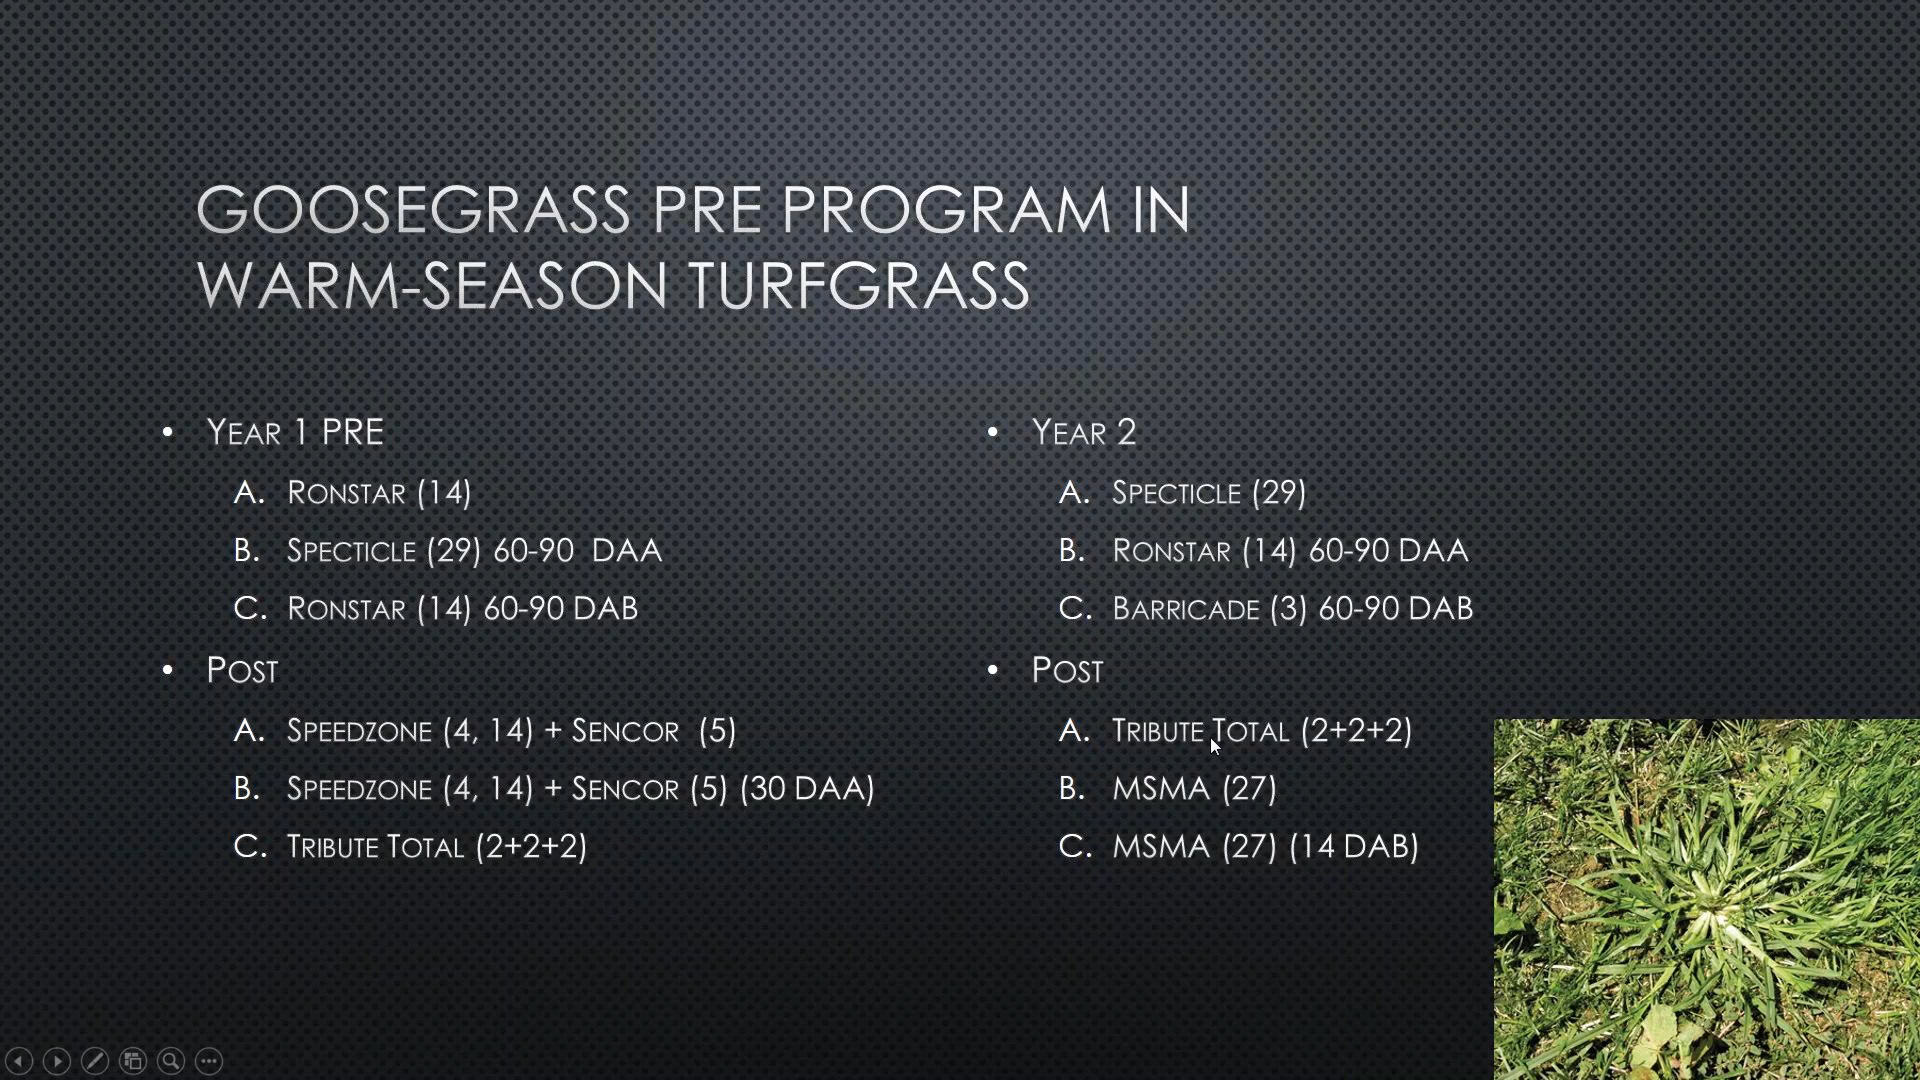 GOOSEGRASS PRE PROGRAM IN
WARM-SEASON TURFGRASS
• YEAR 1 PRE
A. RONSTAR (14)
B. SPECTICLE (29) 60-90 DAA
C. RONSTAR (14) 60-90 DAB
• POST
A. SPEEDZONE (4, 14) + SENCOR (5)
B. SPEEDZONE (4, 14) + SENCOR (5) (30 DAA)
C. TRIBUTE TOTAL (2+2+2)
• YEAR 2
A. SPECTICLE (29)
B. RONSTAR (14) 60-90 DAA
C. BARRICADE (3) 60-90 DAB
• POST
A. TRIBUTE TOTAL (2+2+2)
B. MSMA (27)
C. MSMA (27) (14 DAB)